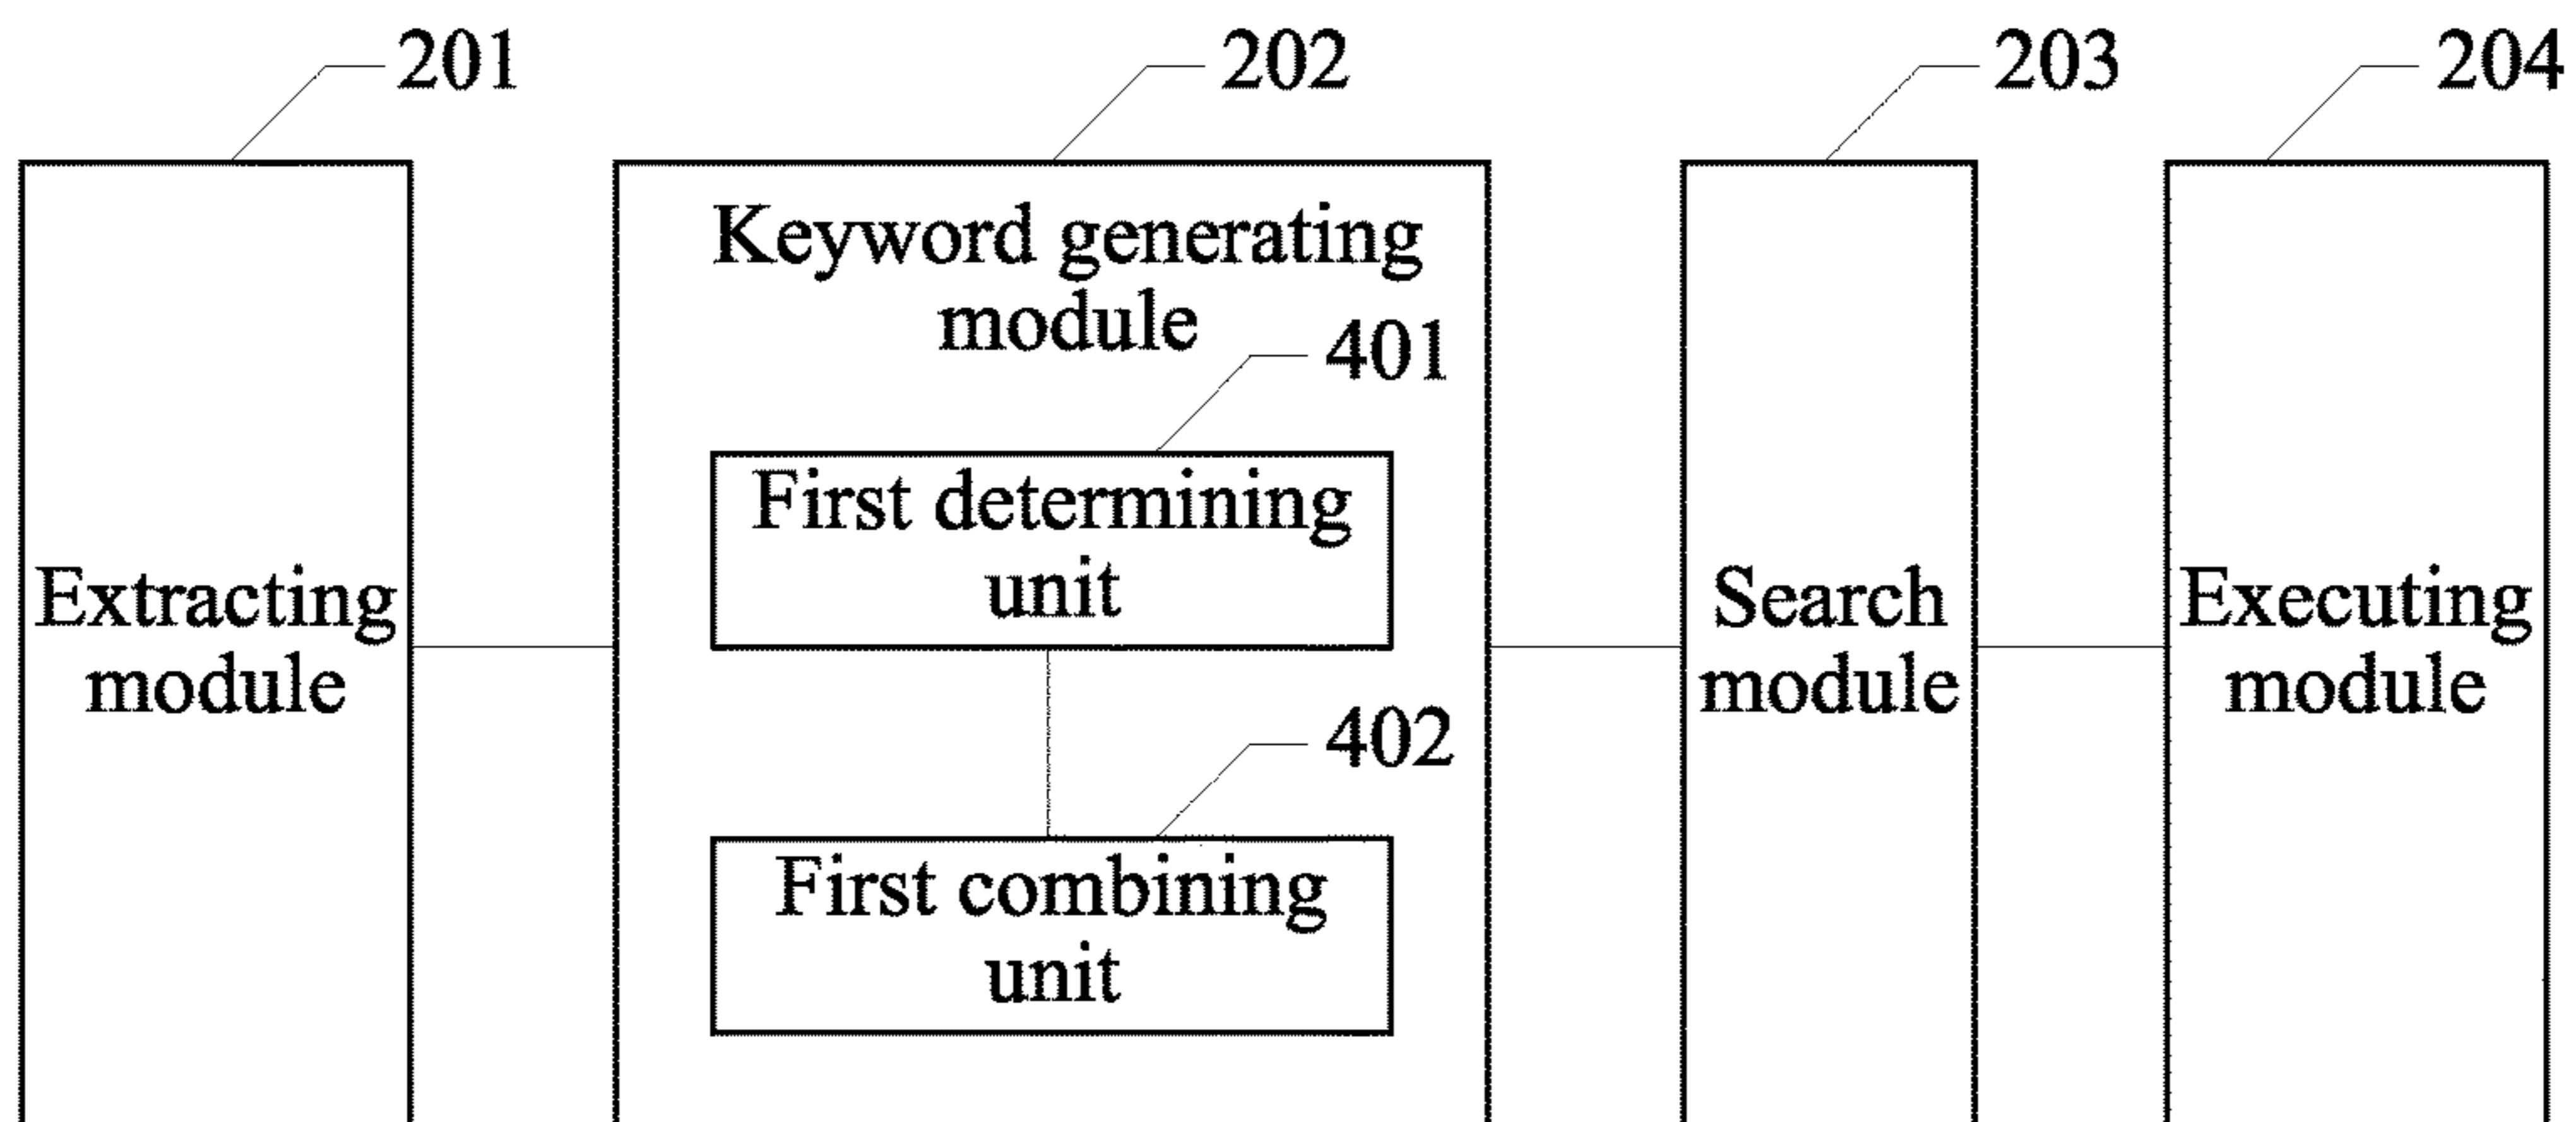 201
202
203
204
Extracting
module
Keyword generating
module
401
First determining
unit
402
First combining
unit
Search
module
Executing
module